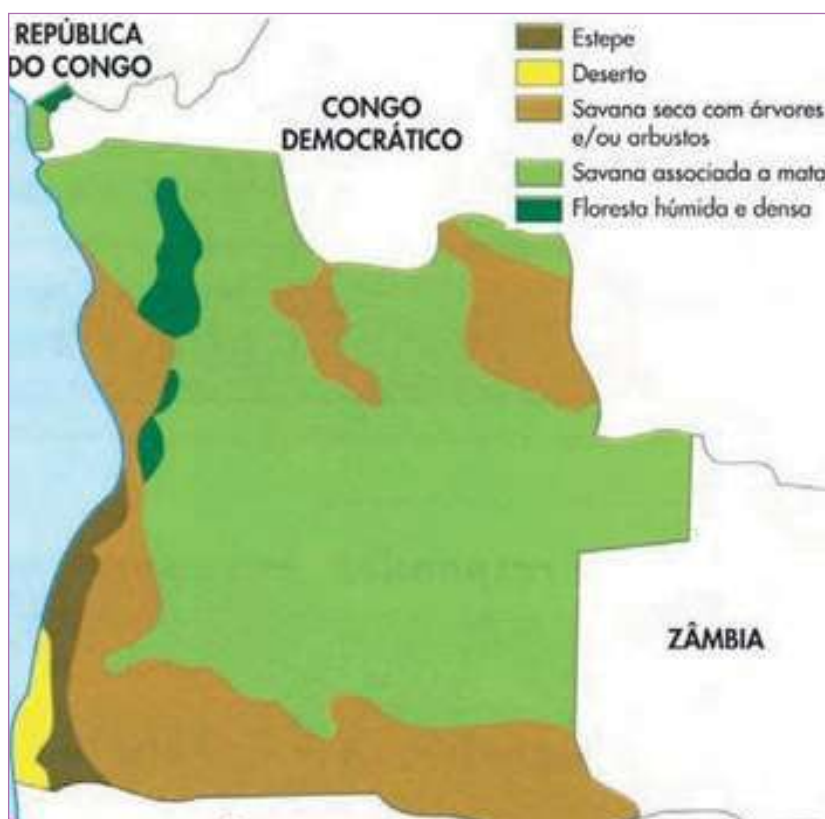 REPÚBLICA
DO CONGO
CONGO
DEMOCRÁTICO
Estepe
Deserto
Savana seca com árvores
e/ou arbustos
Savana associada a mata
Floresta húmida e densa
ZÂMBIA